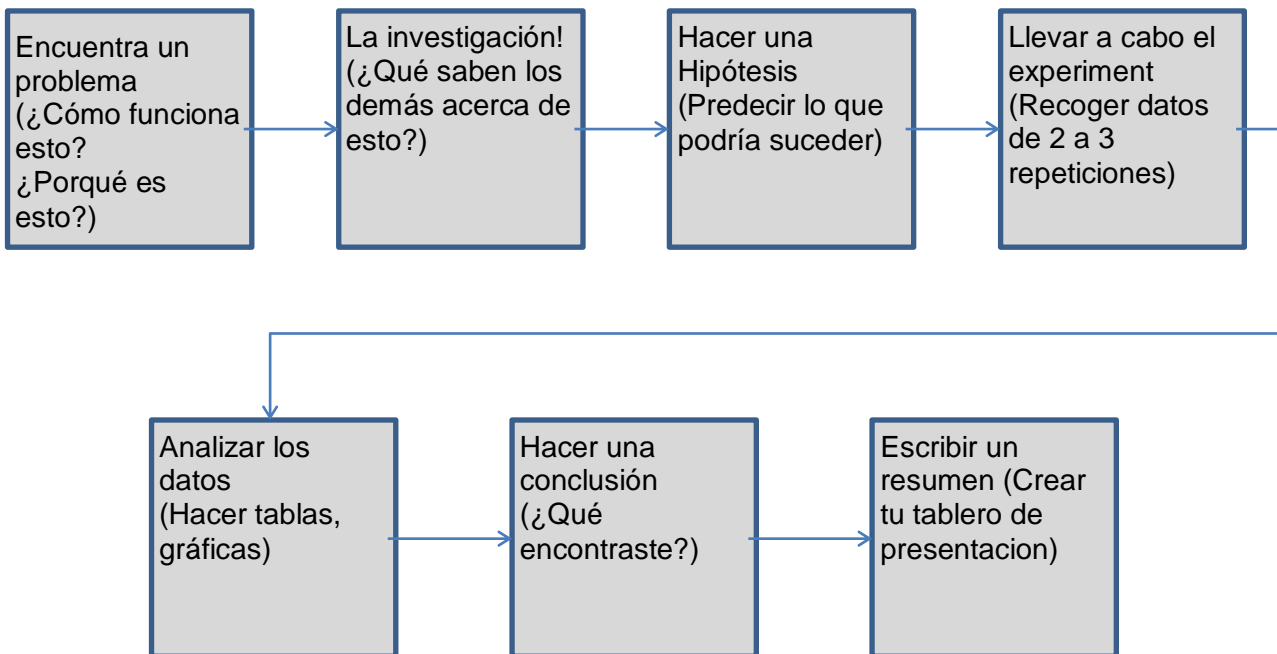 Encuentra un
problema
(¿Cómo funciona
esto?
¿Porqué es
esto?)
La investigación!
(¿Qué saben los
demás acerca de
esto?)
Hacer una
Hipótesis
(Predecir lo que
podría suceder)
Llevar a cabo el
experiment
(Recoger datos
de 2 a 3
repeticiones)
Analizar los
datos
(Hacer tablas,
gráficas)
Hacer una
conclusión
(¿Qué
encontraste?)
Escribir un
resumen (Crear
tu tablero de
presentacion)